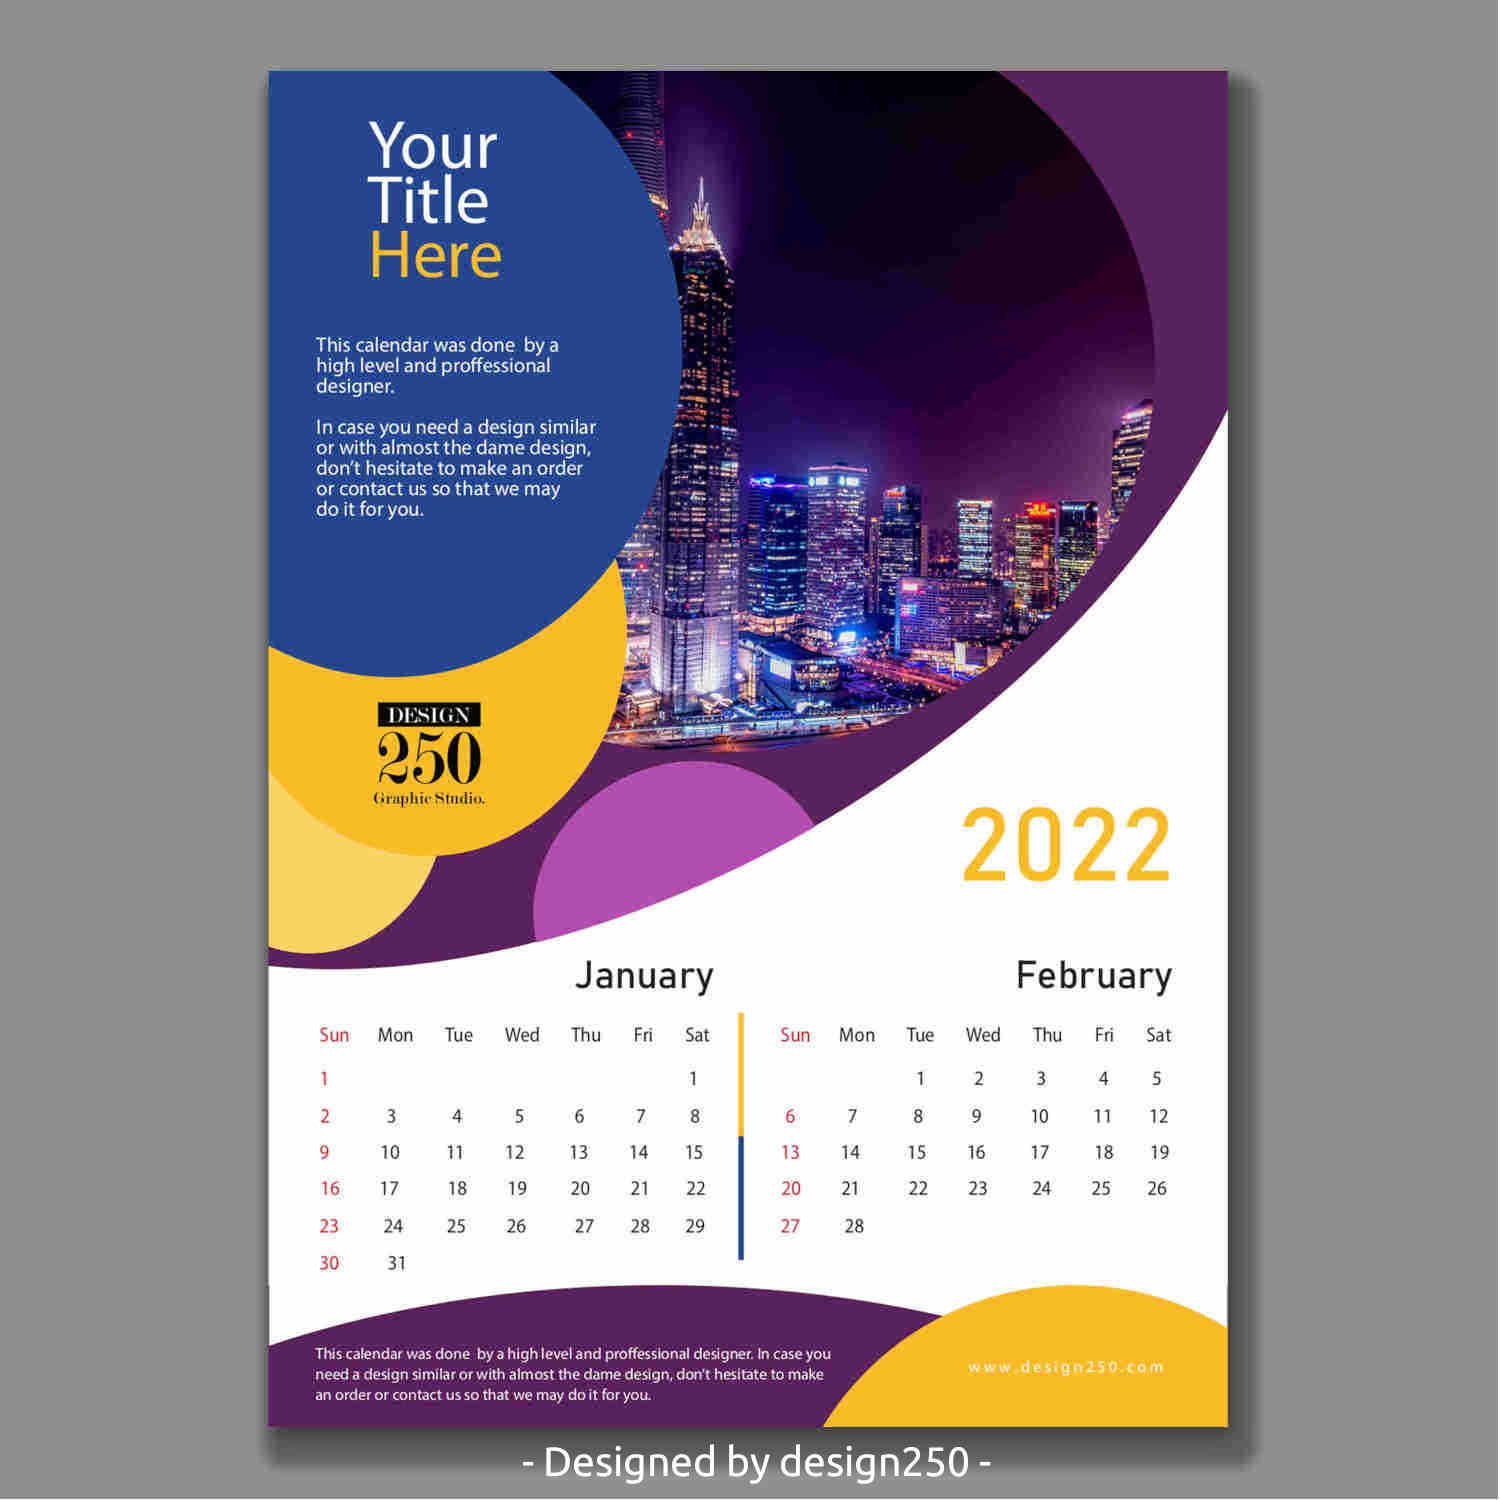 Your
Title
Here
This calendar was done  by a
high level and proffessional
designer.
In case you need a design similar
or with almost the dame design,
don't hesitate to make an order
or contact us so that we may
do it for you.
DESIGN
250
Graphic Studio.
2022
January
Sun Mon Tue Wed Thu Fri Sat
1 1
2 3 4 5 6 7 8
9 10 11 12 13 14 15
16 17 18 19 20 21 22
23 24 25 26 27 28 29
30 31
February
Sun Mon Tue Wed Thu Fri Sat
1 2 3 4 5
6 7 8 9 10 11 12
13 14 15 16 17 18 19
20 21 22 23 24 25 26
27 28
This calendar was done  by a high level and proffessional designer. In case you
need a design similar or with almost the dame design, don't hesitate to make
an order or contact us so that we may do it for you.
www.design250.com
- Designed by design250 -